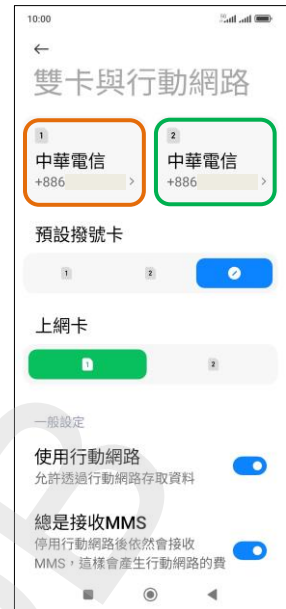 10:00
雙卡與行動網路
1
中華電信
+886
2
中華電信
+886
預設撥號卡
1
2
上網卡
1
2
一般設定
使用行動網路
允許透過行動網路存取資料
總是接收MMS
停用行動網路後依然會接收
MMS，這樣會產生行動網路的費